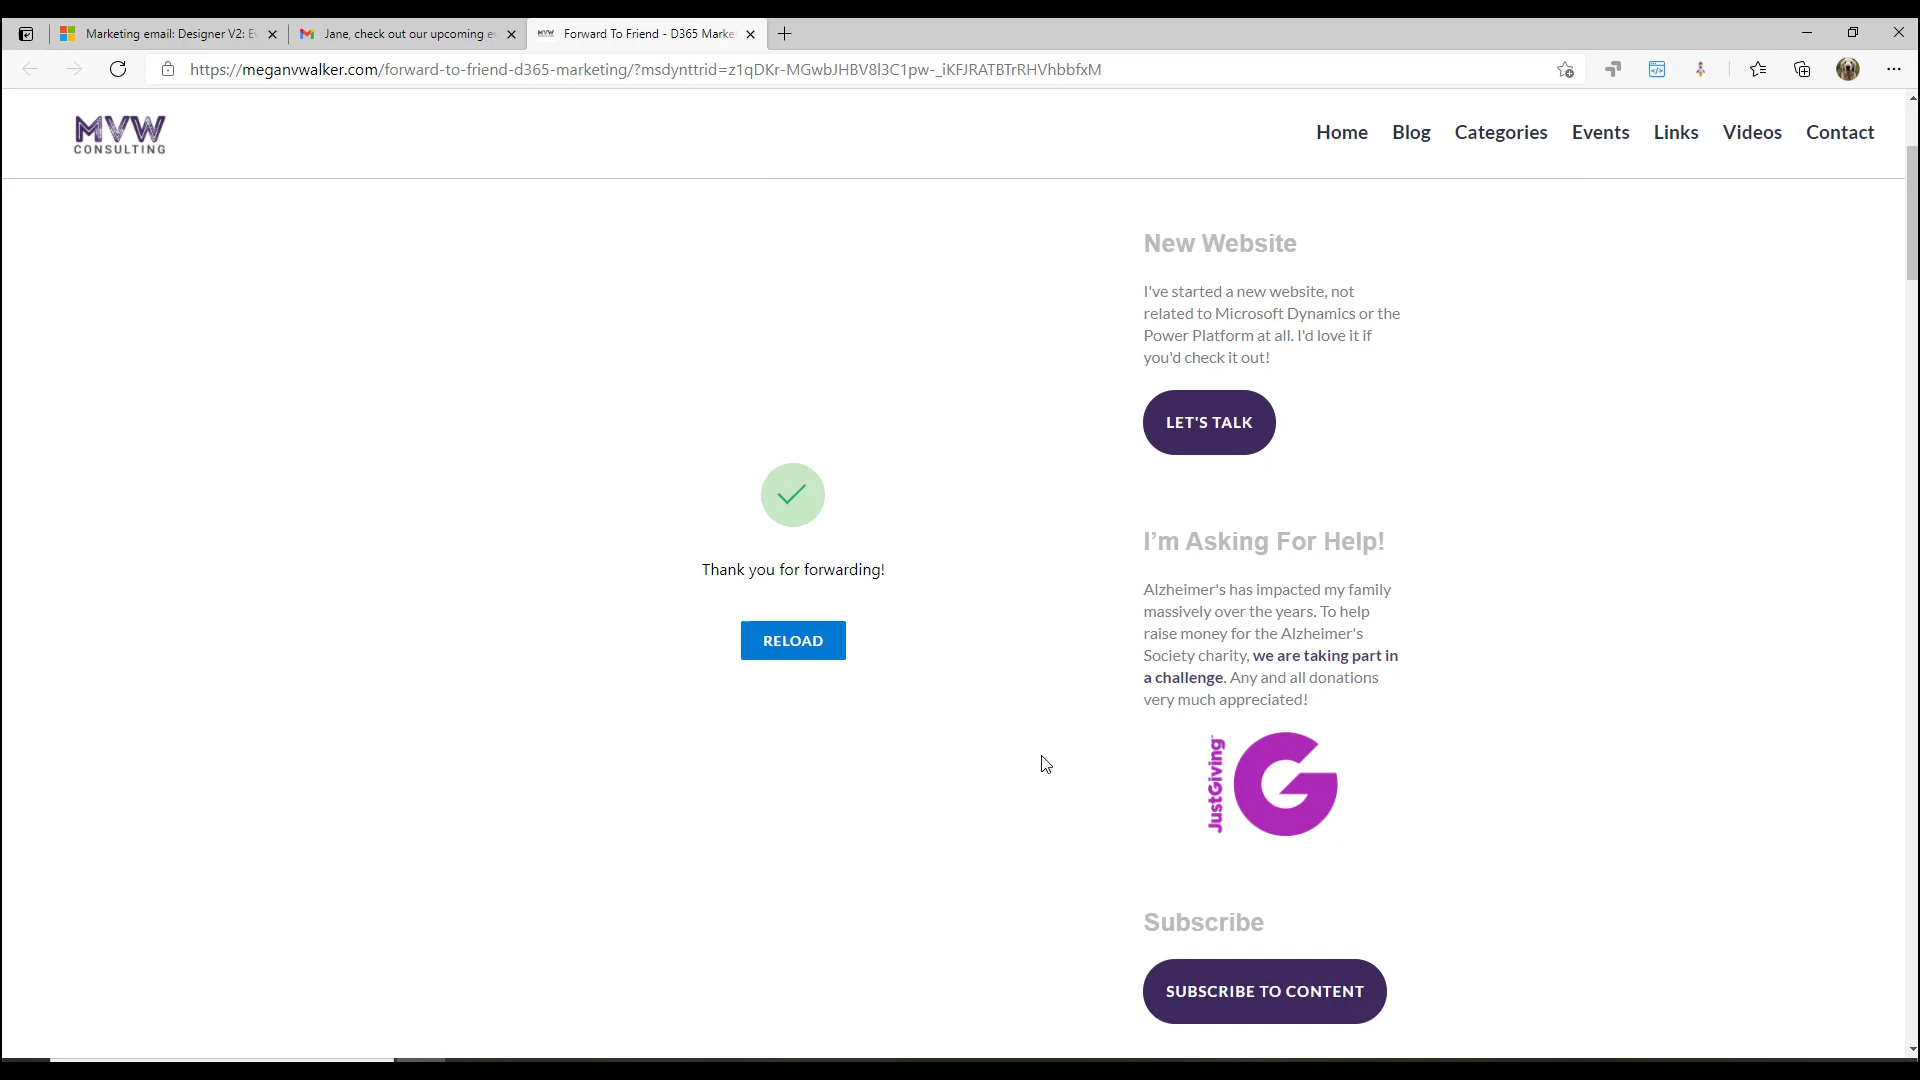 Marketing email: Designer V2: E
Jane, check out our upcoming e
Forward To Friend - D365 Marke
https://meganvwalker.com/forward-to-friend-d365-marketing/?msdynttrid=z1qDKr-MGwbJHBV8l3C1pw-_iKFJRATBTrRHVhbbfxM
MVW
CONSULTING
Home Blog Categories Events Links Videos Contact
New Website
I've started a new website, not
related to Microsoft Dynamics or the
Power Platform at all. I'd love it if
you'd check it out!
LET'S TALK
Thank you for forwarding!
RELOAD
I’m Asking For Help!
Alzheimer's has impacted my family
massively over the years. To help
raise money for the Alzheimer's
Society charity, we are taking part in
a challenge. Any and all donations
very much appreciated!
JustGiving™
Subscribe
SUBSCRIBE TO CONTENT